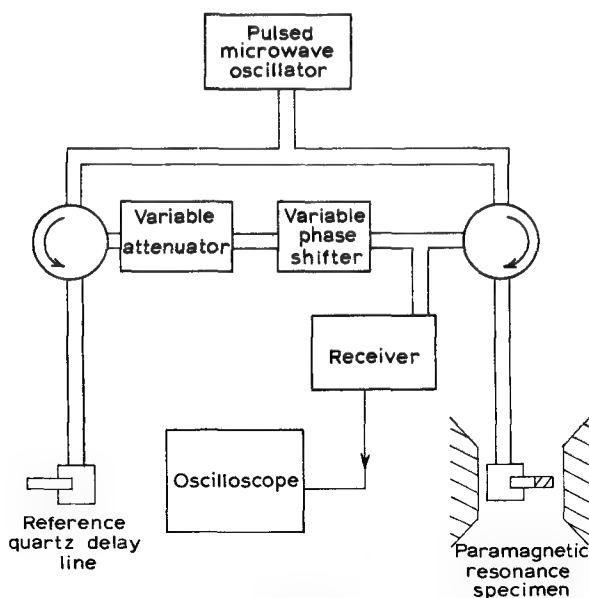 Pulsed
microwave
oscillator
Variable
attenuator
Variable
phase
shifter
Receiver
Oscilloscope
Reference
quartz delay
line
Paramagnetic
resonance
specimen